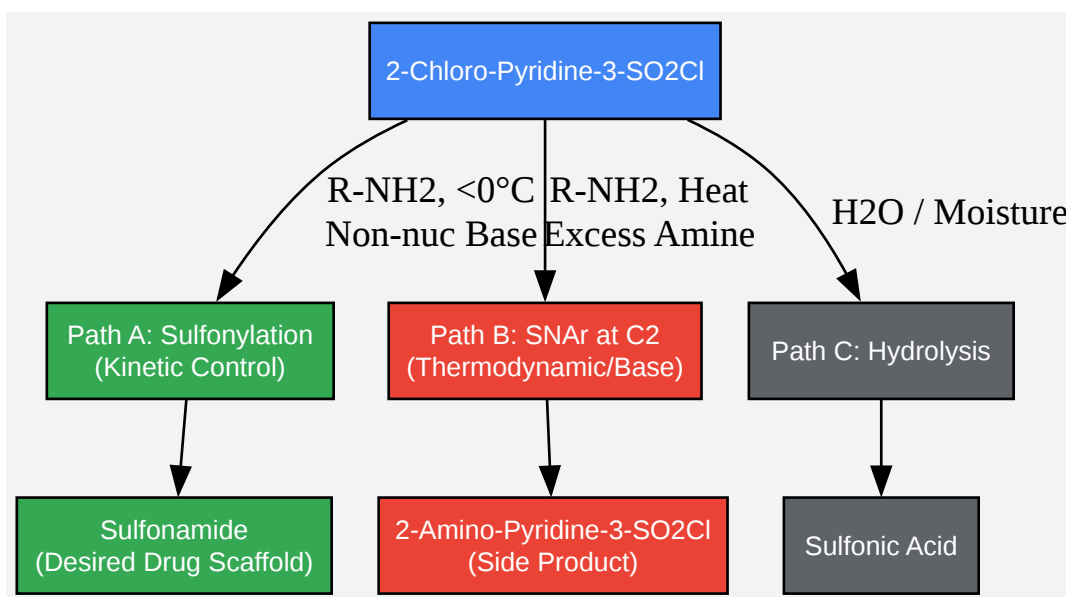 2-Chloro-Pyridine-3-SO2Cl
R-NH2, <0°C
Non-nuc Base
R-NH2, Heat
Excess Amine
H2O / Moisture
Path A: Sulfonylation
(Kinetic Control)
Path B: SNAr at C2
(Thermodynamic/Base)
Path C: Hydrolysis
Sulfonamide
(Desired Drug Scaffold)
2-Amino-Pyridine-3-SO2Cl
(Side Product)
Sulfonic Acid